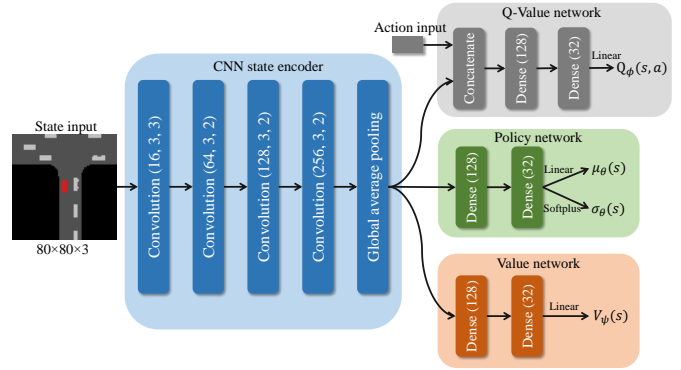 Q-Value network
Action input
Concatenate
Dense (128)
Dense (32)
Linear
Q_ϕ(s, a)
CNN state encoder
State input
80×80×3
Convolution (16, 3, 3)
Convolution (64, 3, 2)
Convolution (128, 3, 2)
Convolution (256, 3, 2)
Global average pooling
Policy network
Dense (128)
Dense (32)
Linear
μ_θ(s)
Softplus
σ_θ(s)
Value network
Dense (128)
Dense (32)
Linear
V_ψ(s)